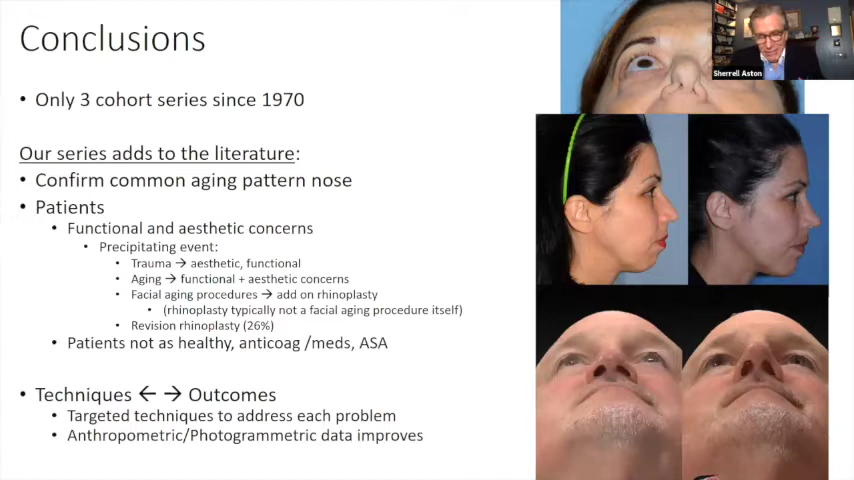 Conclusions
Sherrell Aston
• Only 3 cohort series since 1970
Our series adds to the literature:
• Confirm common aging pattern nose
• Patients
• Functional and aesthetic concerns
• Precipitating event:
• Trauma → aesthetic, functional
• Aging → functional + aesthetic concerns
• Facial aging procedures → add on rhinoplasty
• (rhinoplasty typically not a facial aging procedure itself)
• Revision rhinoplasty (26%)
• Patients not as healthy, anticoag /meds, ASA
• Techniques ← → Outcomes
• Targeted techniques to address each problem
• Anthropometric/Photogrammetric data improves